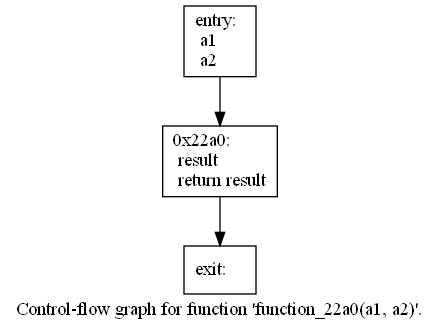 entry:
a1
a2
0x22a0:
result
return result
exit:
Control-flow graph for function 'function_22a0(a1, a2)'.